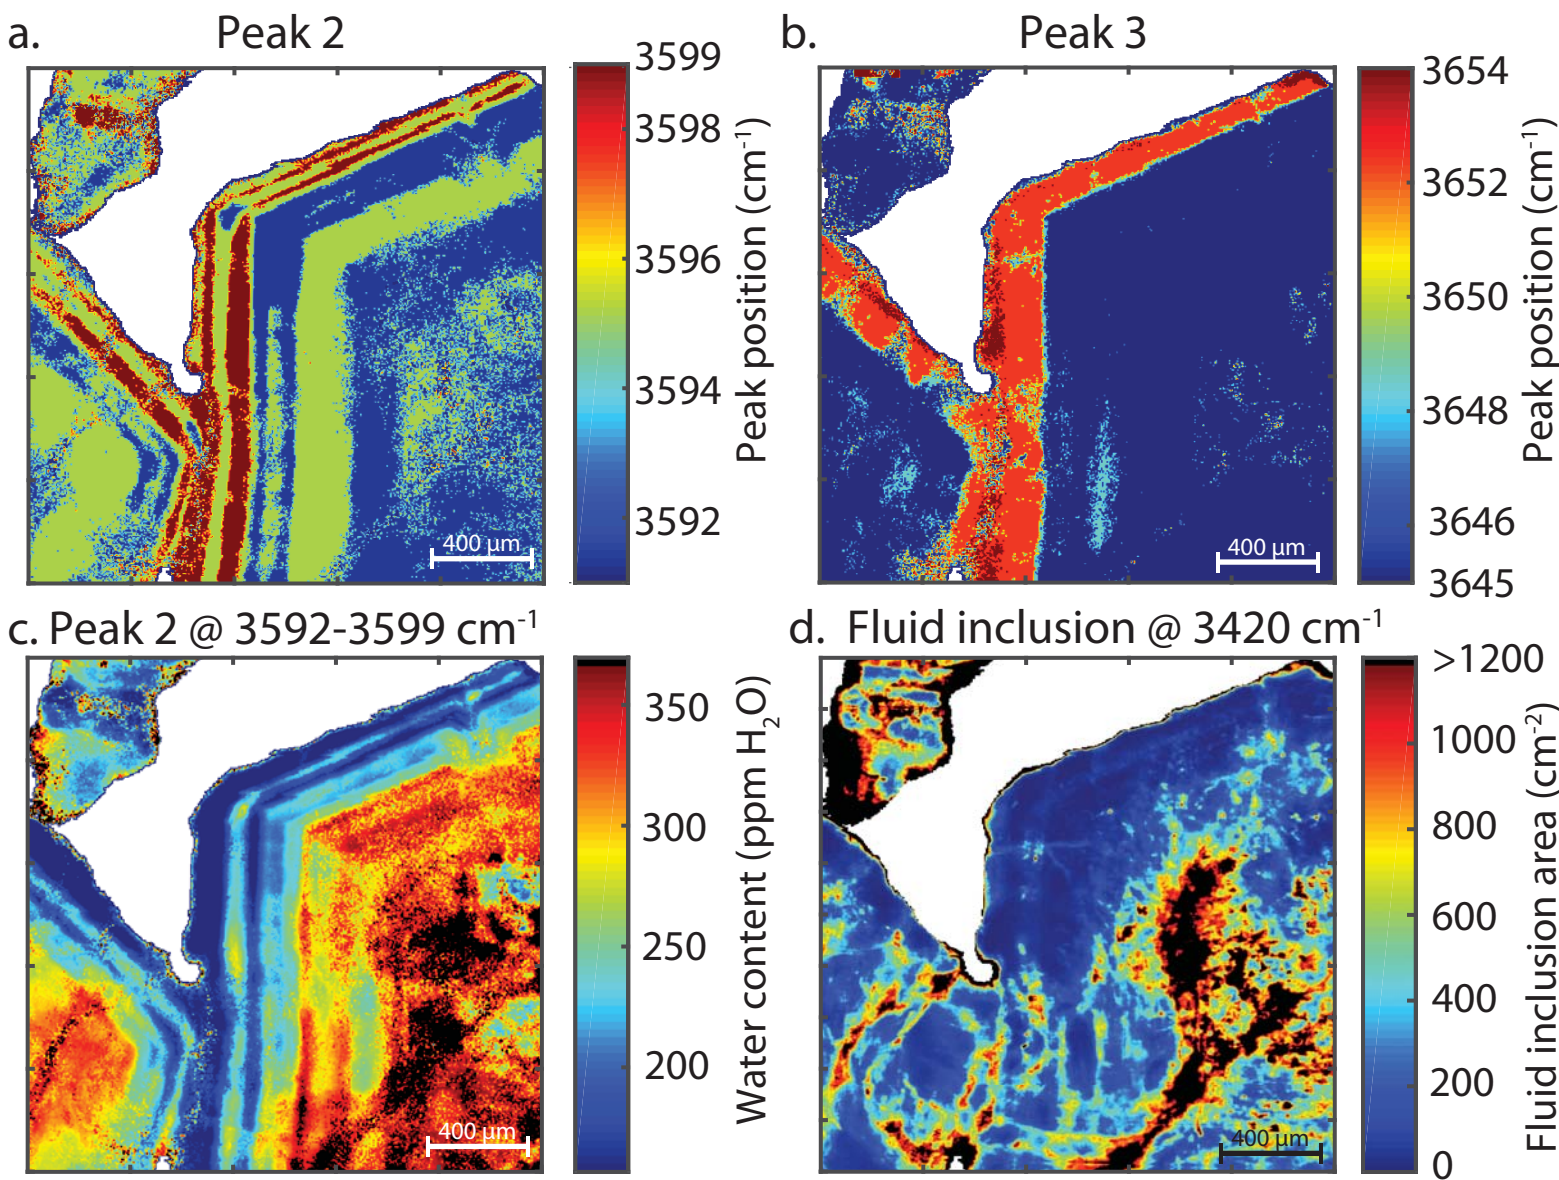 a. Peak 2
3599
3598
3596
3594
3592
Peak position (cm⁻¹)
400 µm
b. Peak 3
3654
3652
3650
3648
3646
3645
Peak position (cm⁻¹)
400 µm
c. Peak 2 @ 3592-3599 cm⁻¹
350
300
250
200
Water content (ppm H₂O)
400 µm
d. Fluid inclusion @ 3420 cm⁻¹
>1200
1000
800
600
400
200
0
Fluid inclusion area (cm⁻²)
400 µm